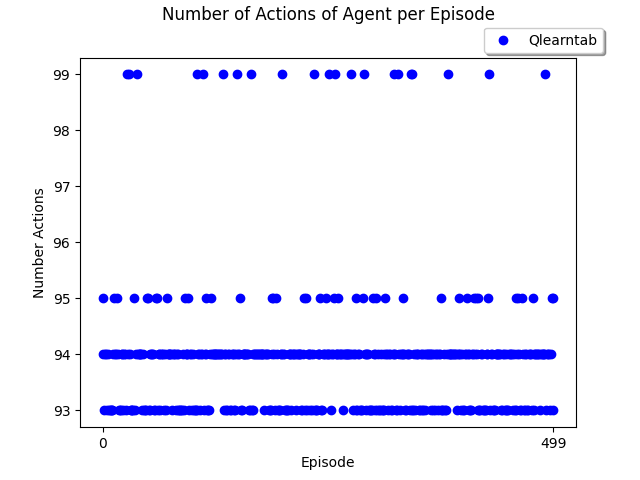 Number of Actions of Agent per Episode
Qlearntab
99
98
97
96
95
94
93
Number Actions
0
499
Episode